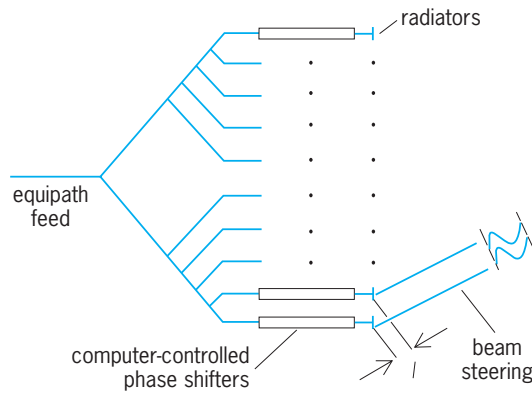 radiators
equipath
feed
computer-controlled
phase shifters
beam
steering